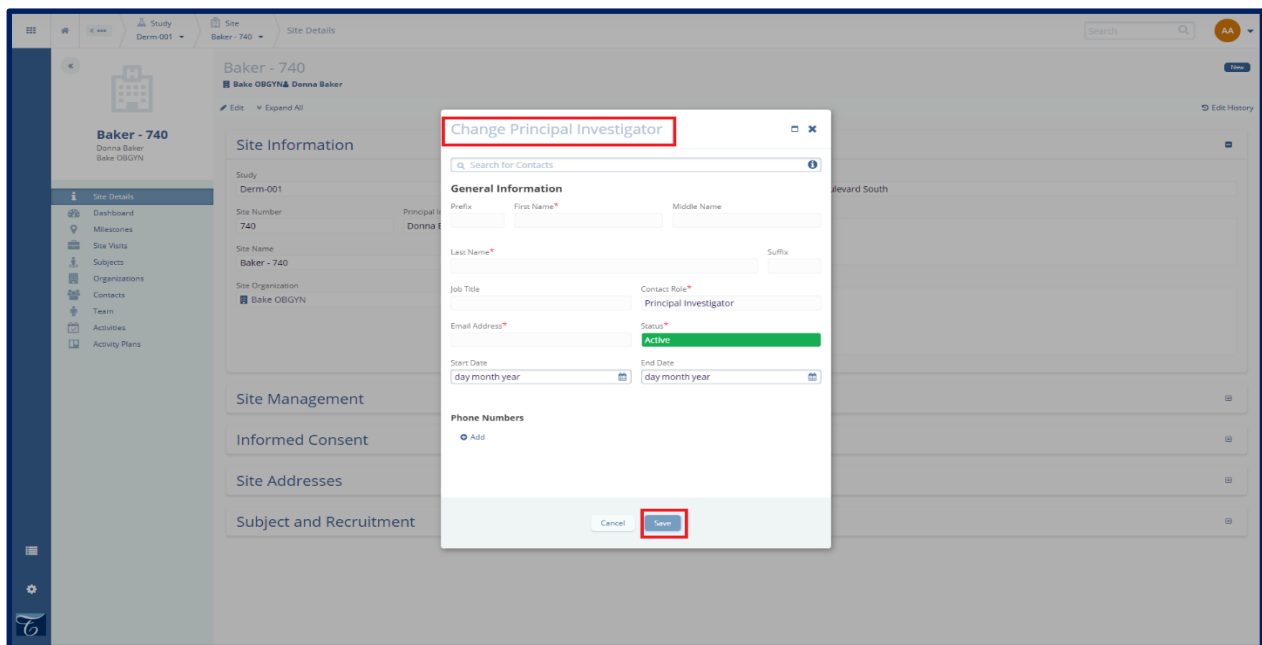 Study
Derm-001
Site
Baker - 740
Site Details
Search
AA
Baker - 740
Bake OBGYN Donna Baker
New
Edit
Expand All
Edit History
Baker - 740
Donna Baker
Bake OBGYN
Site Details
Dashboard
Milestones
Site Visits
Subjects
Organizations
Contacts
Team
Activities
Activity Plans
Site Information
Study
Derm-001
Site Number
740
Principal I
Donna B
Site Name
Baker - 740
Site Organization
Bake OBGYN
ulevard South
Site Management
Informed Consent
Site Addresses
Subject and Recruitment
Change Principal Investigator
Search for Contacts
General Information
Prefix
First Name*
Middle Name
Last Name*
Suffix
Job Title
Contact Role*
Principal Investigator
Email Address*
Status*
Active
Start Date
End Date
day month year
day month year
Phone Numbers
Add
Cancel
Save